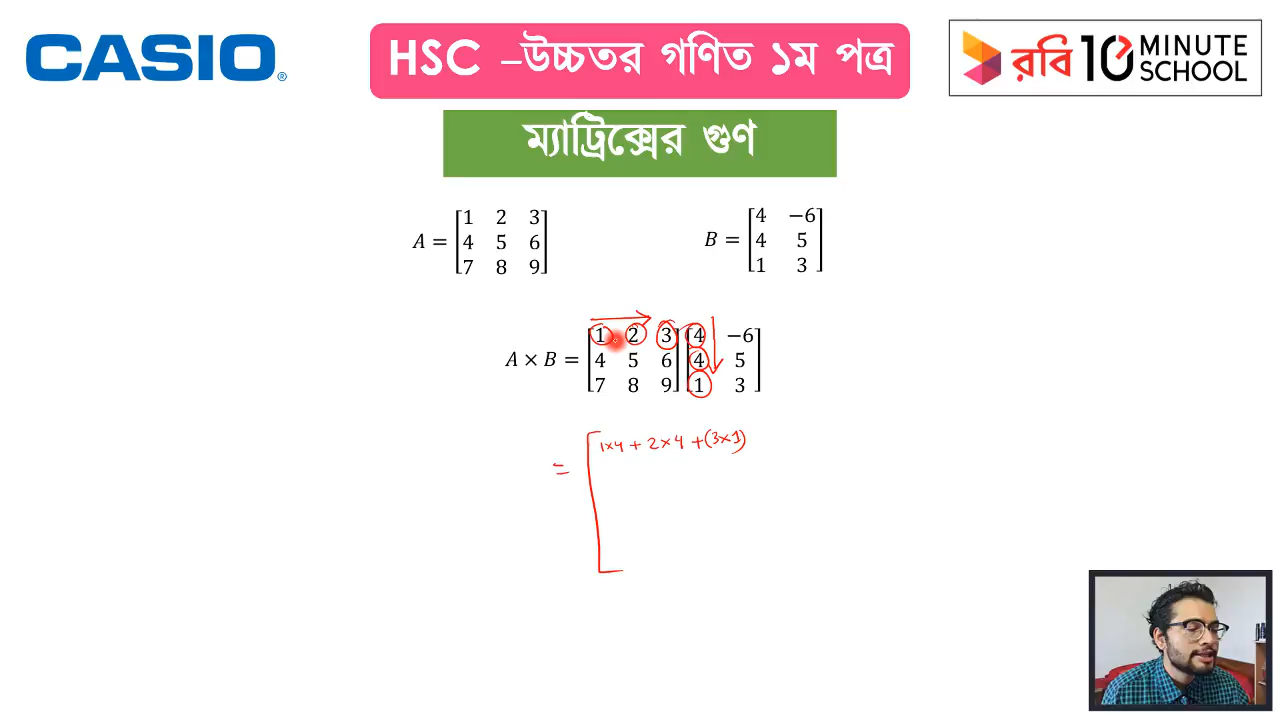 CASIO®
HSC –উচ্চতর গণিত ১ম পত্র
রবি 10 MINUTE SCHOOL
ম্যাট্রিক্সের গুণ
A = [1 2 3
4 5 6
7 8 9]
B = [4 −6
4 5
1 3]
A × B = [1 2 3
4 5 6
7 8 9] [4 −6
4 5
1 3]
= [1×4 + 2×4 + (3×1)